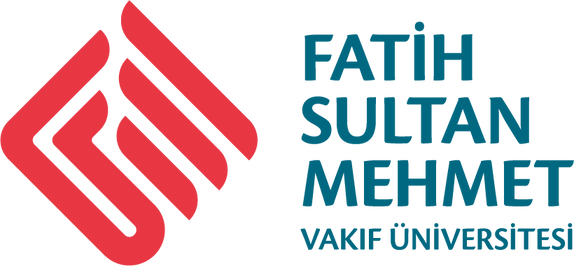 FATİH
SULTAN
MEHMET
VAKIF ÜNİVERSİTESİ